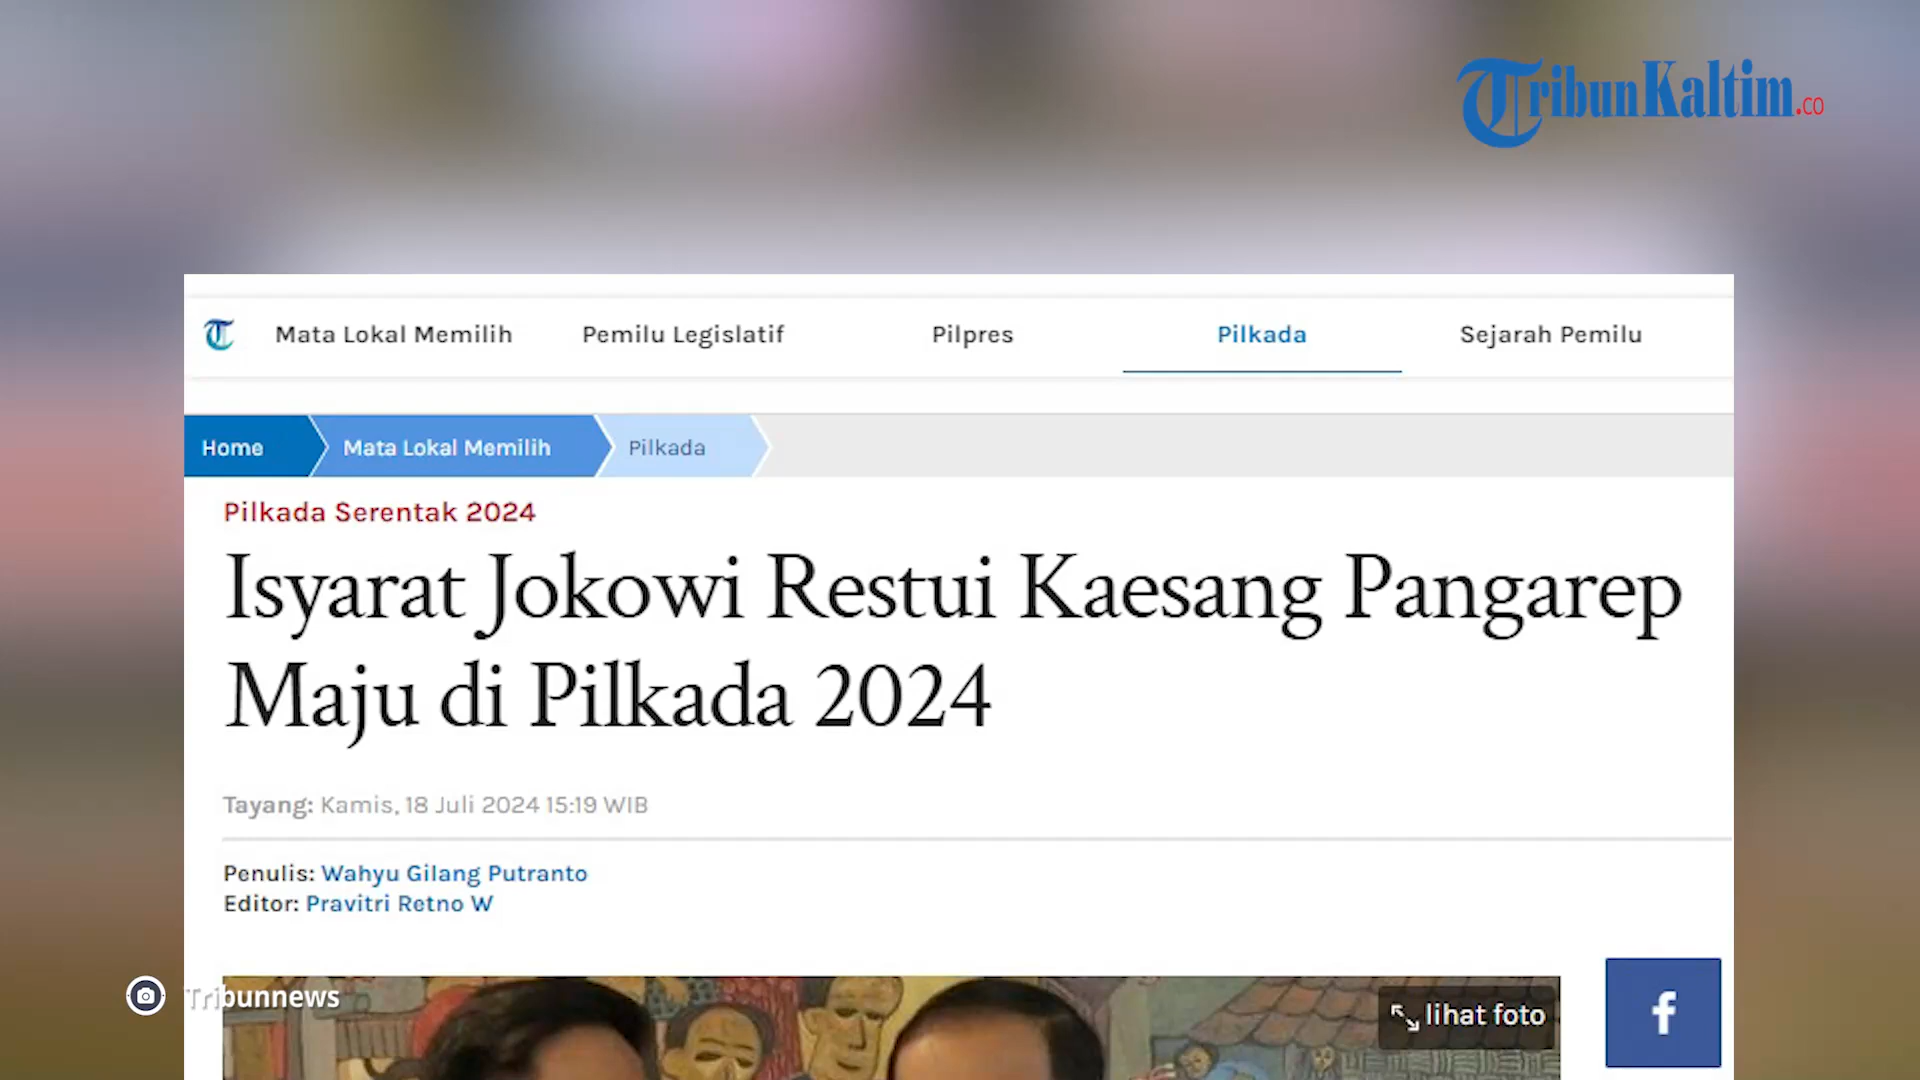 TribunKaltim.co
Mata Lokal Memilih Pemilu Legislatif Pilpres Pilkada Sejarah Pemilu
Home Mata Lokal Memilih Pilkada
Pilkada Serentak 2024
Isyarat Jokowi Restui Kaesang Pangarep
Maju di Pilkada 2024
Tayang: Kamis, 18 Juli 2024 15:19 WIB
Penulis: Wahyu Gilang Putranto
Editor: Pravitri Retno W
Tribunnews
lihat foto